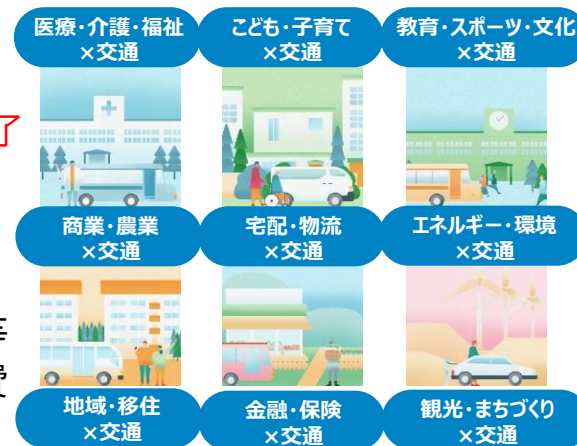 医療・介護・福祉
×交通
こども・子育て
×交通
教育・スポーツ・文化
×交通
了
商業・農業
×交通
宅配・物流
×交通
エネルギー・環境
×交通
地域・移住
×交通
金融・保険
×交通
観光・まちづくり
×交通